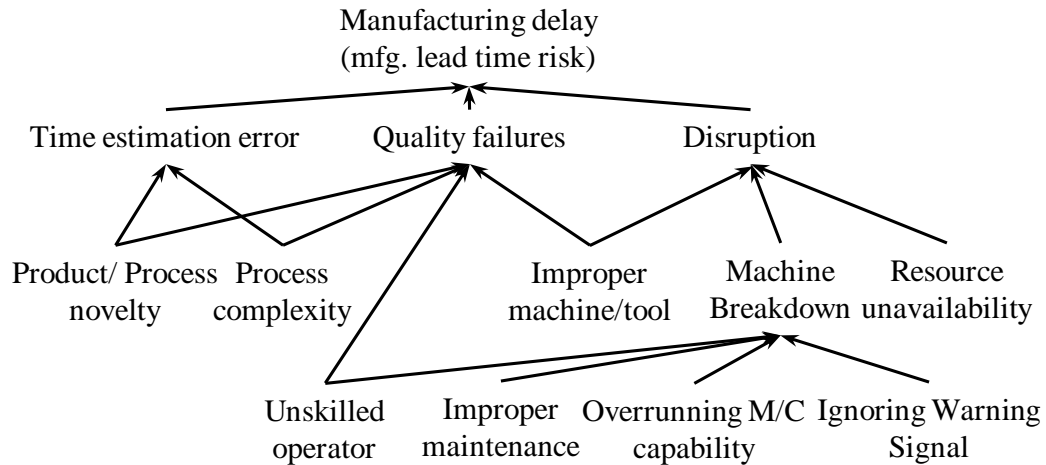 Manufacturing delay
(mfg. lead time risk)
Time estimation error
Quality failures
Disruption
Product/ Process
novelty
Process
complexity
Improper
machine/tool
Machine
Breakdown
Resource
unavailability
Unskilled
operator
Improper
maintenance
Overrunning M/C
capability
Ignoring Warning
Signal